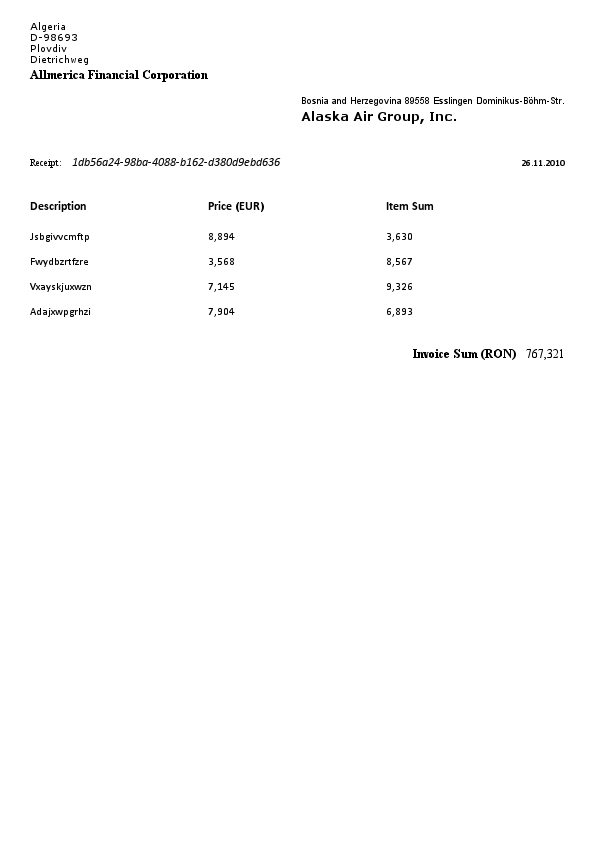 Algeria
D-98693
Plovdiv
Dietrichweg
Allmerica Financial Corporation
Bosnia and Herzegovina 89558 Esslingen Dominikus-Böhm-Str.
Alaska Air Group, Inc.
Receipt: 1db56a24-98ba-4088-b162-d380d9ebd636 26.11.2010
Description Price (EUR) Item Sum
Jsbgivvcmftp 8,894 3,630
Fwydbzrtfzre 3,568 8,567
Vxayskjuxwzn 7,145 9,326
Adajxwpgrhzi 7,904 6,893
Invoice Sum (RON) 767,321